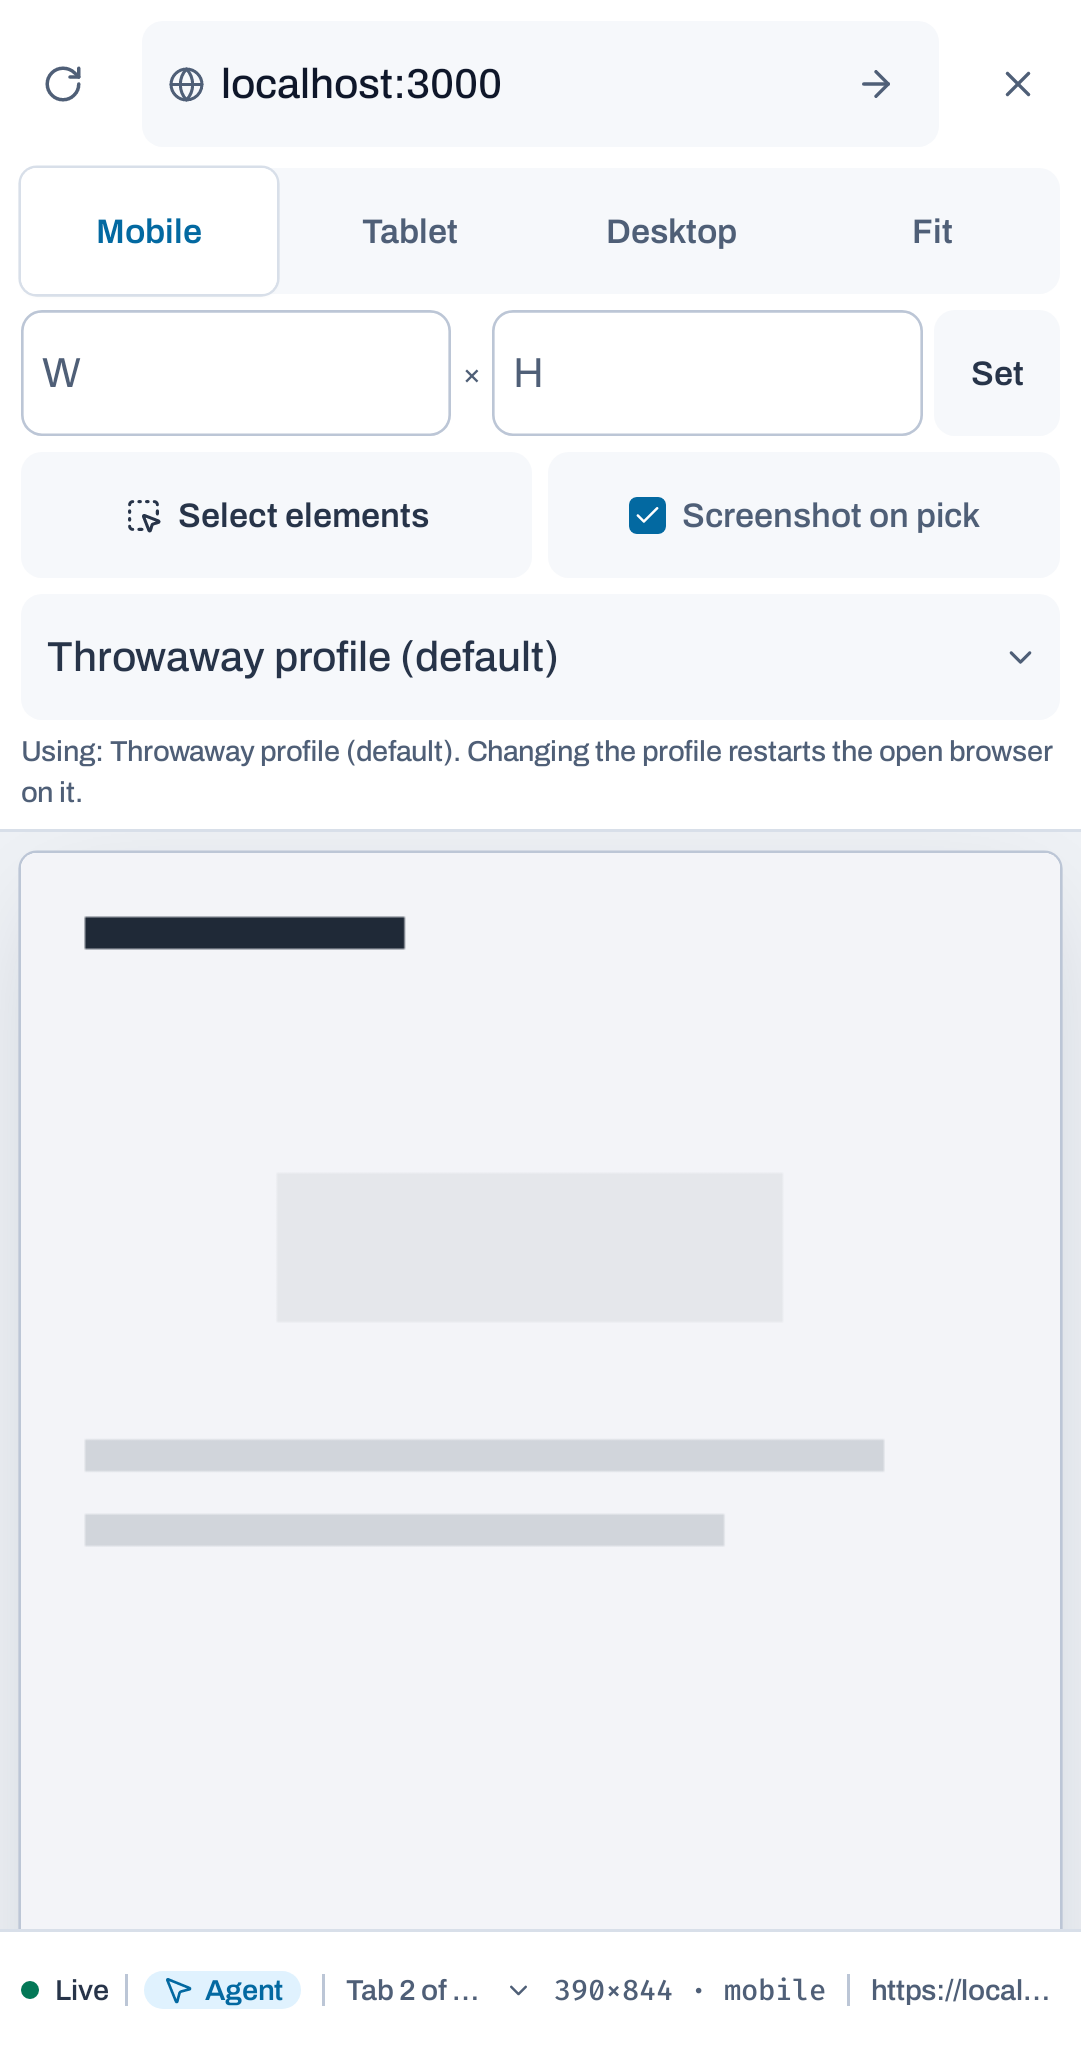 localhost:3000
Mobile Tablet Desktop Fit
W × H Set
Select elements Screenshot on pick
Throwaway profile (default)
Using: Throwaway profile (default). Changing the profile restarts the open browser
on it.
Live Agent Tab 2 of … 390×844 • mobile https://local…